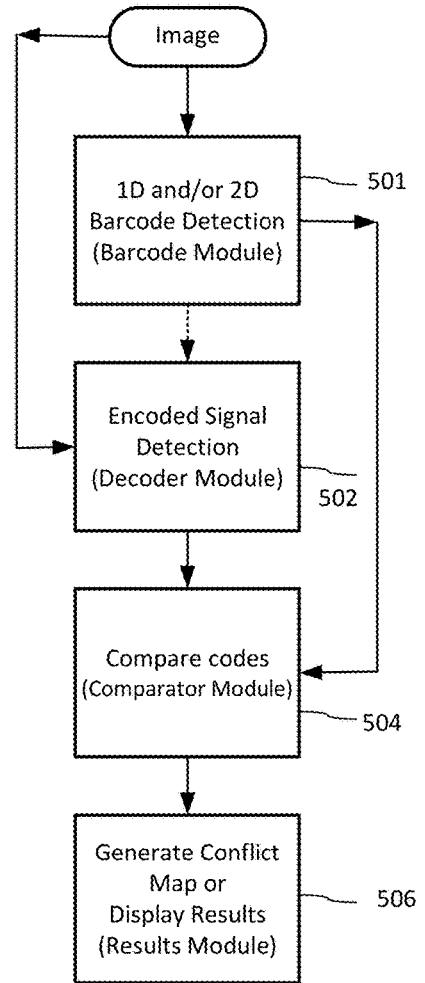 Image
1D and/or 2D
Barcode Detection
(Barcode Module)
501
Encoded Signal
Detection
(Decoder Module)
502
Compare codes
(Comparator Module)
504
Generate Conflict
Map or
Display Results
(Results Module)
506